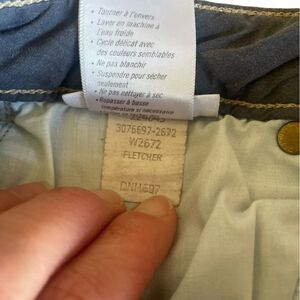 • Tourner à l'envers
• Laver en machine à
l'eau froide
• Cycle délicat avec
des couleurs semblables
• Ne pas blanchir
• Suspendre pour sécher
seulement
• Ne pas nettoyer à sec
• Repasser à basse
température si nécessaire
3076697-2672
W2672
FLETCHER
DNM697